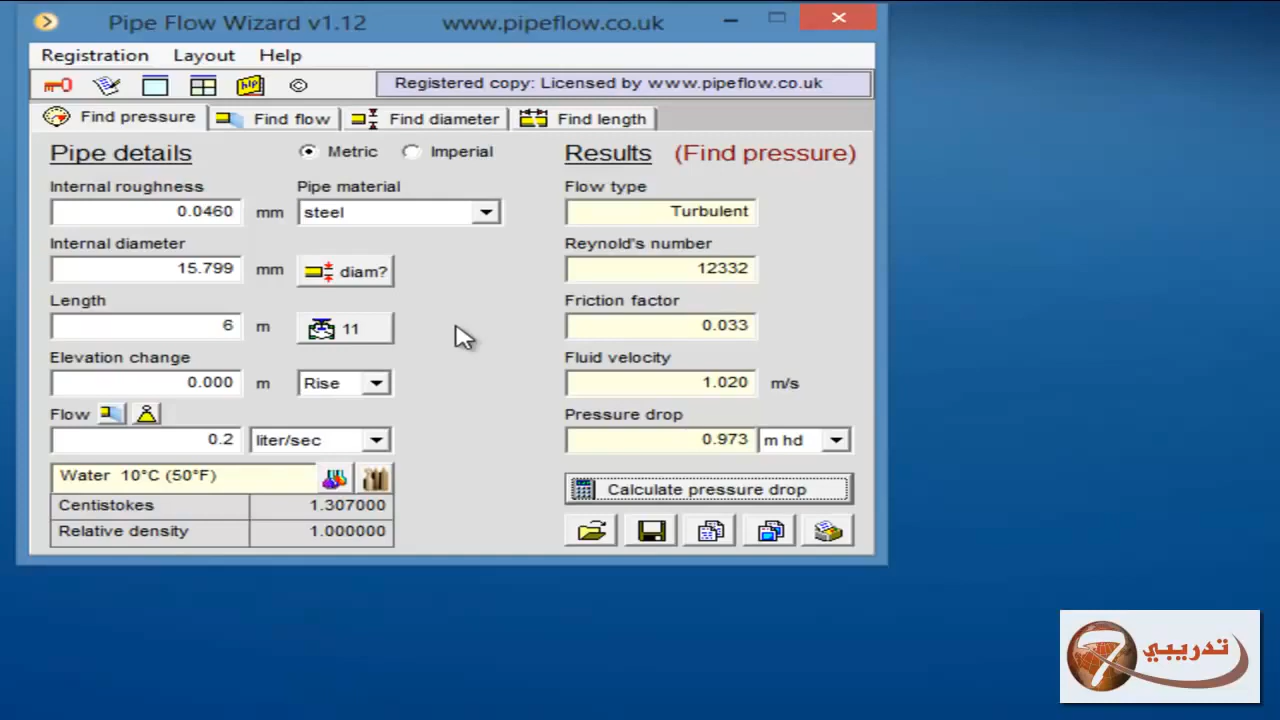 Pipe Flow Wizard v1.12 www.pipeflow.co.uk
Registration Layout Help
Registered copy: Licensed by www.pipeflow.co.uk
Find pressure Find flow Find diameter Find length
Pipe details Metric Imperial Results (Find pressure)
Internal roughness Pipe material Flow type
0.0460 mm steel Turbulent
Internal diameter Reynold's number
15.799 mm diam? 12332
Length Friction factor
6 m 11 0.033
Elevation change Fluid velocity
0.000 m Rise 1.020 m/s
Flow Pressure drop
0.2 liter/sec 0.973 m hd
Water 10°C (50°F) Calculate pressure drop
Centistokes 1.307000
Relative density 1.000000
تدريبي